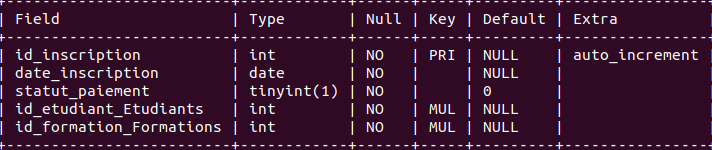 +-------------------------+------------+------+-----+---------+----------------+
| Field | Type | Null | Key | Default | Extra |
+-------------------------+------------+------+-----+---------+----------------+
| id_inscription | int | NO | PRI | NULL | auto_increment |
| date_inscription | date | NO | | NULL | |
| statut_paiement | tinyint(1) | NO | | 0 | |
| id_etudiant_Etudiants | int | NO | MUL | NULL | |
| id_formation_Formations | int | NO | MUL | NULL | |
+-------------------------+------------+------+-----+---------+----------------+